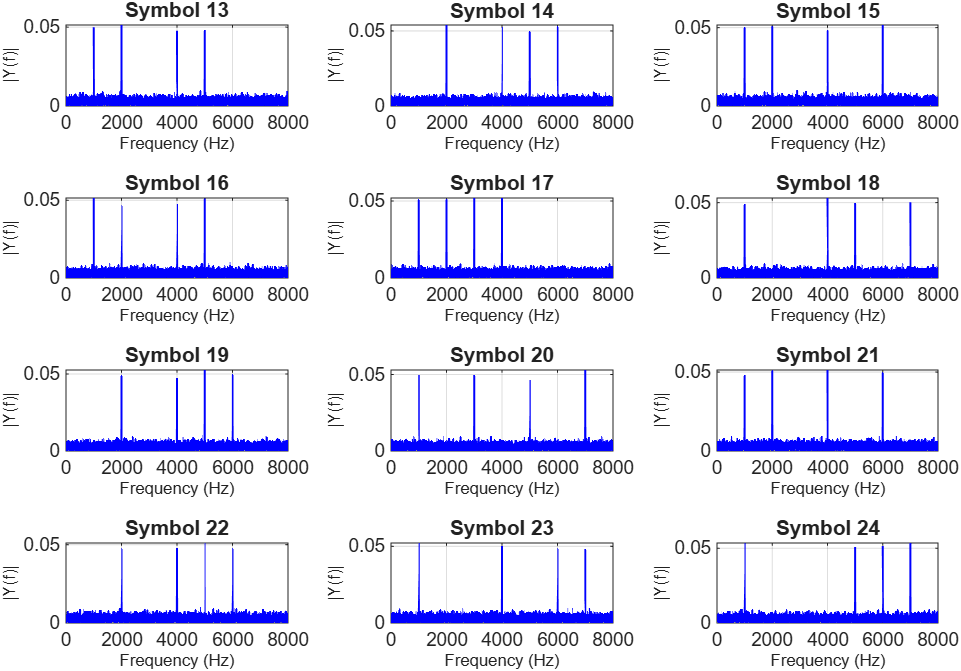 Symbol 13
0.05
|Y(f)|
0
0 2000 4000 6000 8000
Frequency (Hz)
Symbol 14
0.05
|Y(f)|
0
0 2000 4000 6000 8000
Frequency (Hz)
Symbol 15
0.05
|Y(f)|
0
0 2000 4000 6000 8000
Frequency (Hz)
Symbol 16
0.05
|Y(f)|
0
0 2000 4000 6000 8000
Frequency (Hz)
Symbol 17
0.05
|Y(f)|
0
0 2000 4000 6000 8000
Frequency (Hz)
Symbol 18
0.05
|Y(f)|
0
0 2000 4000 6000 8000
Frequency (Hz)
Symbol 19
0.05
|Y(f)|
0
0 2000 4000 6000 8000
Frequency (Hz)
Symbol 20
0.05
|Y(f)|
0
0 2000 4000 6000 8000
Frequency (Hz)
Symbol 21
0.05
|Y(f)|
0
0 2000 4000 6000 8000
Frequency (Hz)
Symbol 22
0.05
|Y(f)|
0
0 2000 4000 6000 8000
Frequency (Hz)
Symbol 23
0.05
|Y(f)|
0
0 2000 4000 6000 8000
Frequency (Hz)
Symbol 24
0.05
|Y(f)|
0
0 2000 4000 6000 8000
Frequency (Hz)